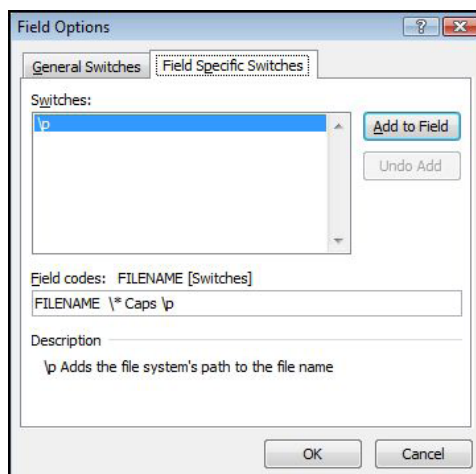 Field Options
General Switches Field Specific Switches
Switches:
\p
Add to Field
Undo Add
Field codes: FILENAME [Switches]
FILENAME \* Caps \p
Description
\p Adds the file system's path to the file name
OK Cancel